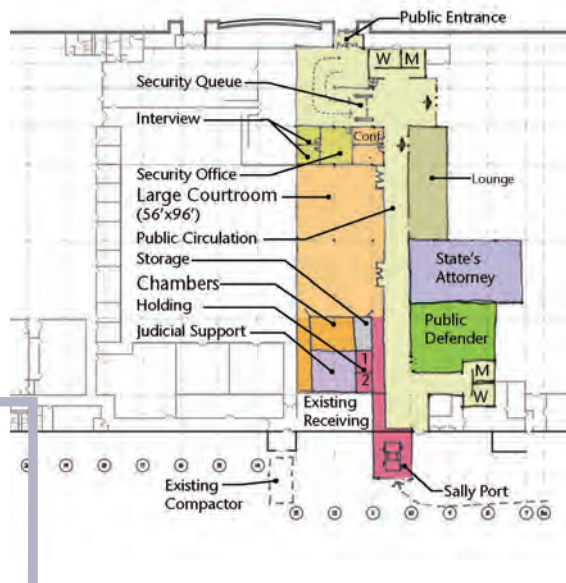 Public Entrance
W M
Security Queue
Interview
Conf.
Security Office
Lounge
Large Courtroom
(56'x96')
Public Circulation
State's
Attorney
Storage
Chambers
Holding
Public
Defender
Judicial Support
1
2
M
W
Existing
Receiving
Existing
Compactor
Sally Port